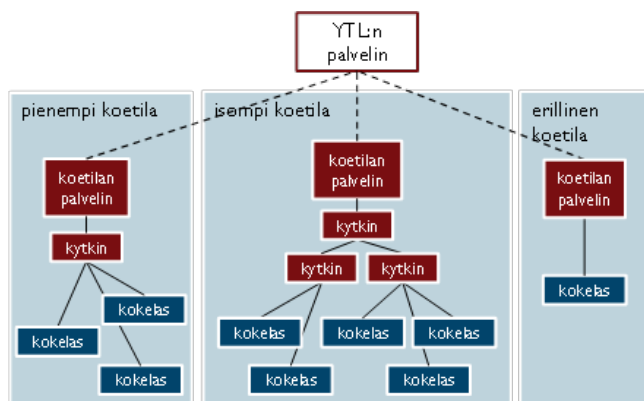 YTL:n
palvelin
pienempi koetila
koetilan
palvelin
kytkin
kokelas
kokelas
kokelas
isompi koetila
koetilan
palvelin
kytkin
kytkin
kytkin
kokelas
kokelas
kokelas
kokelas
kokelas
erillinen
koetila
koetilan
palvelin
kokelas